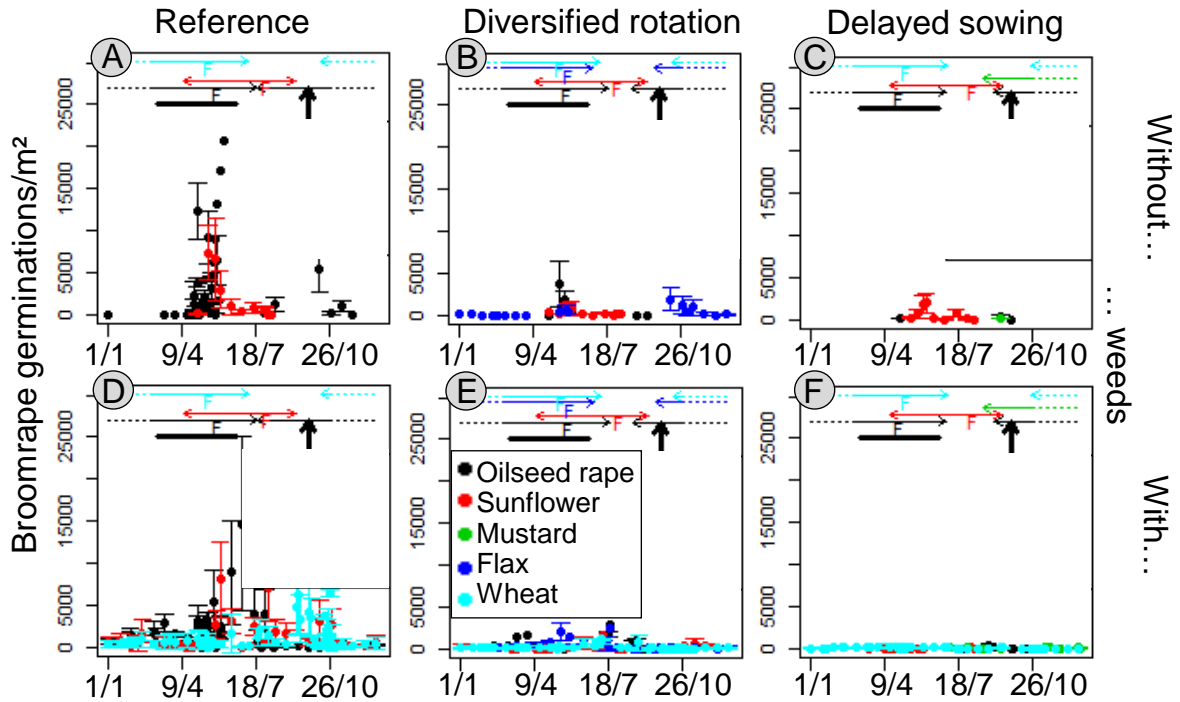 Reference
Diversified rotation
Delayed sowing
Broomrape germinations/m²
Without…
… weeds
With…
A
F
F
F
25000
15000
5000
0
1/1 9/4 18/7 26/10
B
F
F
F
F
25000
15000
5000
0
1/1 9/4 18/7 26/10
C
F
F
F
25000
15000
5000
0
1/1 9/4 18/7 26/10
D
F
F
F
25000
15000
5000
0
1/1 9/4 18/7 26/10
E
F
F
F
F
25000
15000
5000
0
Oilseed rape
Sunflower
Mustard
Flax
Wheat
1/1 9/4 18/7 26/10
F
F
F
F
25000
15000
5000
0
1/1 9/4 18/7 26/10